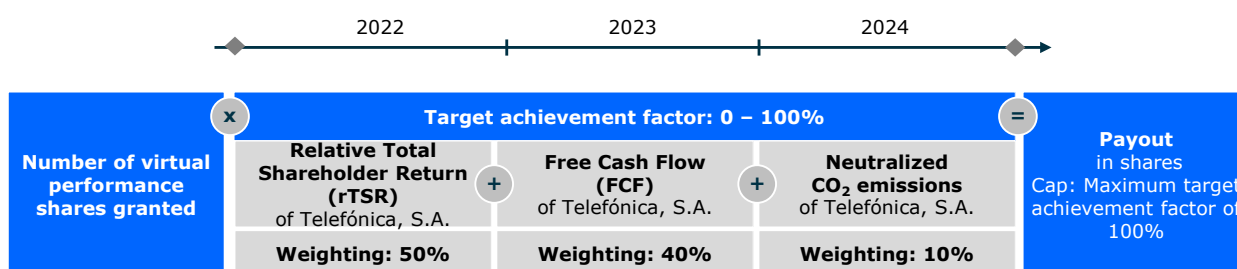 2022
2023
2024
x
Target achievement factor: 0 – 100%
=
Number of virtual
performance
shares granted
Relative Total
Shareholder Return
(rTSR)
of Telefónica, S.A.
+
Free Cash Flow
(FCF)
of Telefónica, S.A.
+
Neutralized
CO₂ emissions
of Telefónica, S.A.
Payout
in shares
Cap: Maximum target
achievement factor of
100%
Weighting: 50%
Weighting: 40%
Weighting: 10%